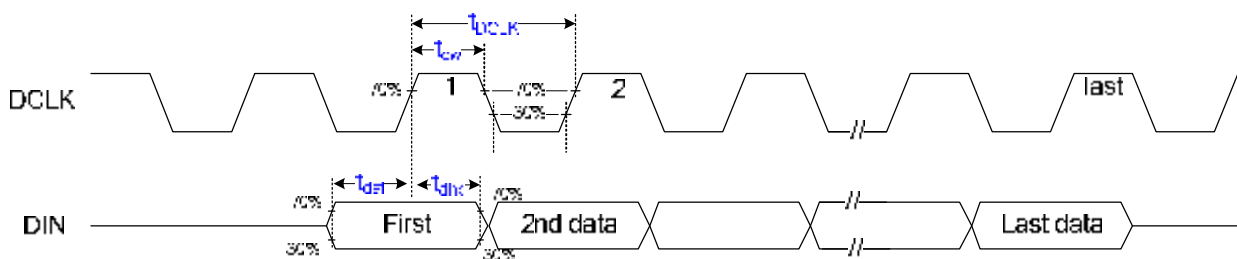 tDCLK
tcw
DCLK
70%
1
70%
30%
2
last
tdst
tdhd
DIN
70%
30%
First
70%
30%
2nd data
Last data